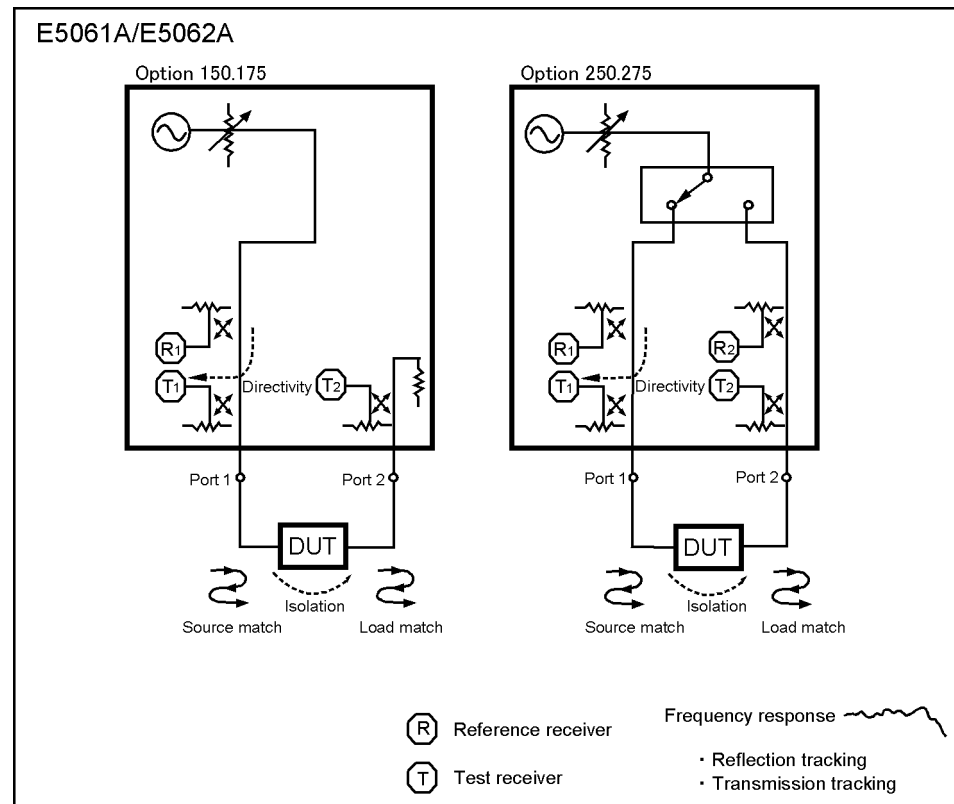 E5061A/E5062A
Option 150.175
R1
T1
Directivity
T2
Port 1
Port 2
DUT
Isolation
Source match
Load match
Option 250.275
R1
R2
T1
Directivity
T2
Port 1
Port 2
DUT
Isolation
Source match
Load match
R Reference receiver
T Test receiver
Frequency response
· Reflection tracking
· Transmission tracking